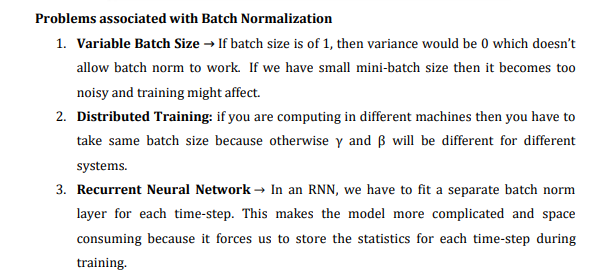 Problems associated with Batch Normalization
1. Variable Batch Size → If batch size is of 1, then variance would be 0 which doesn't
allow batch norm to work. If we have small mini-batch size then it becomes too
noisy and training might affect.
2. Distributed Training: if you are computing in different machines then you have to
take same batch size because otherwise γ and β will be different for different
systems.
3. Recurrent Neural Network → In an RNN, we have to fit a separate batch norm
layer for each time-step. This makes the model more complicated and space
consuming because it forces us to store the statistics for each time-step during
training.